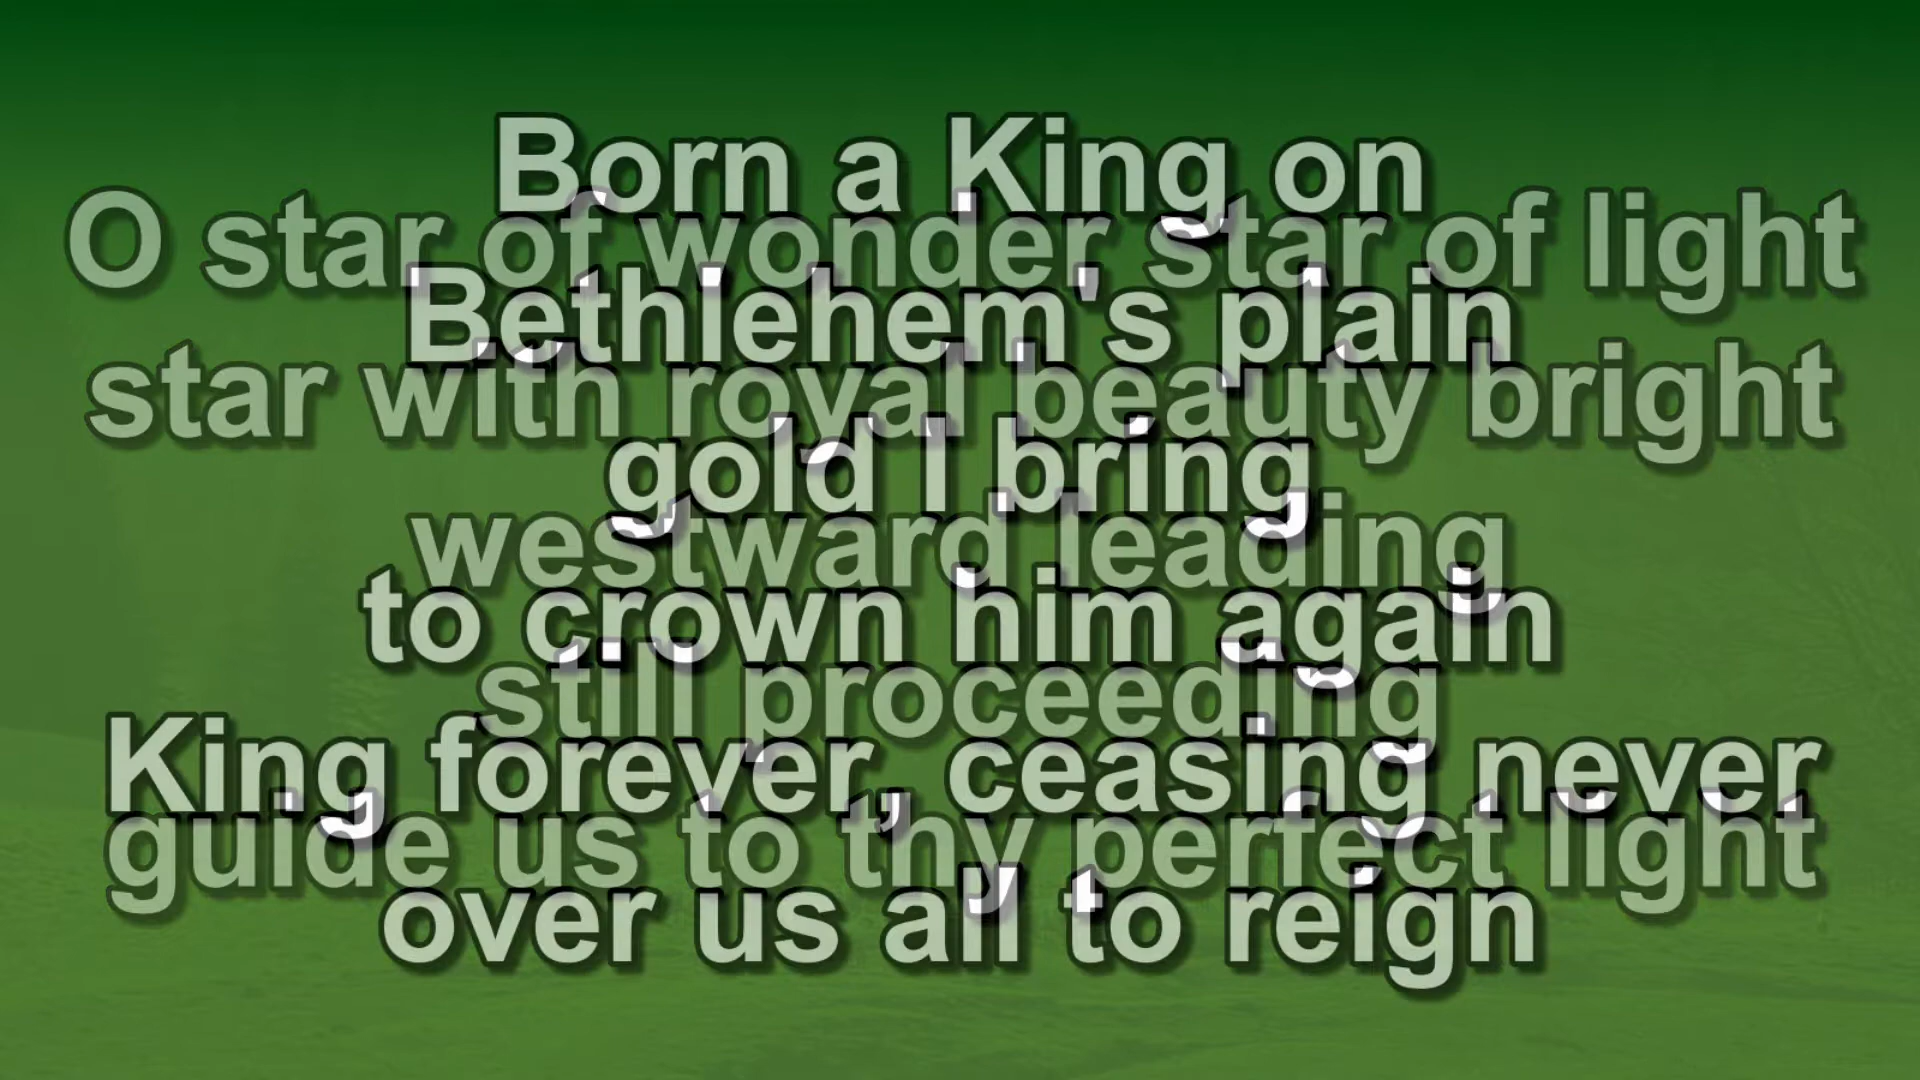 Born a King on
O star of wonder star of light
Bethlehem's plain
star with royal beauty bright
gold I bring
westward leading
to crown him again
still proceeding
King forever, ceasing never
guide us to thy perfect light
over us all to reign